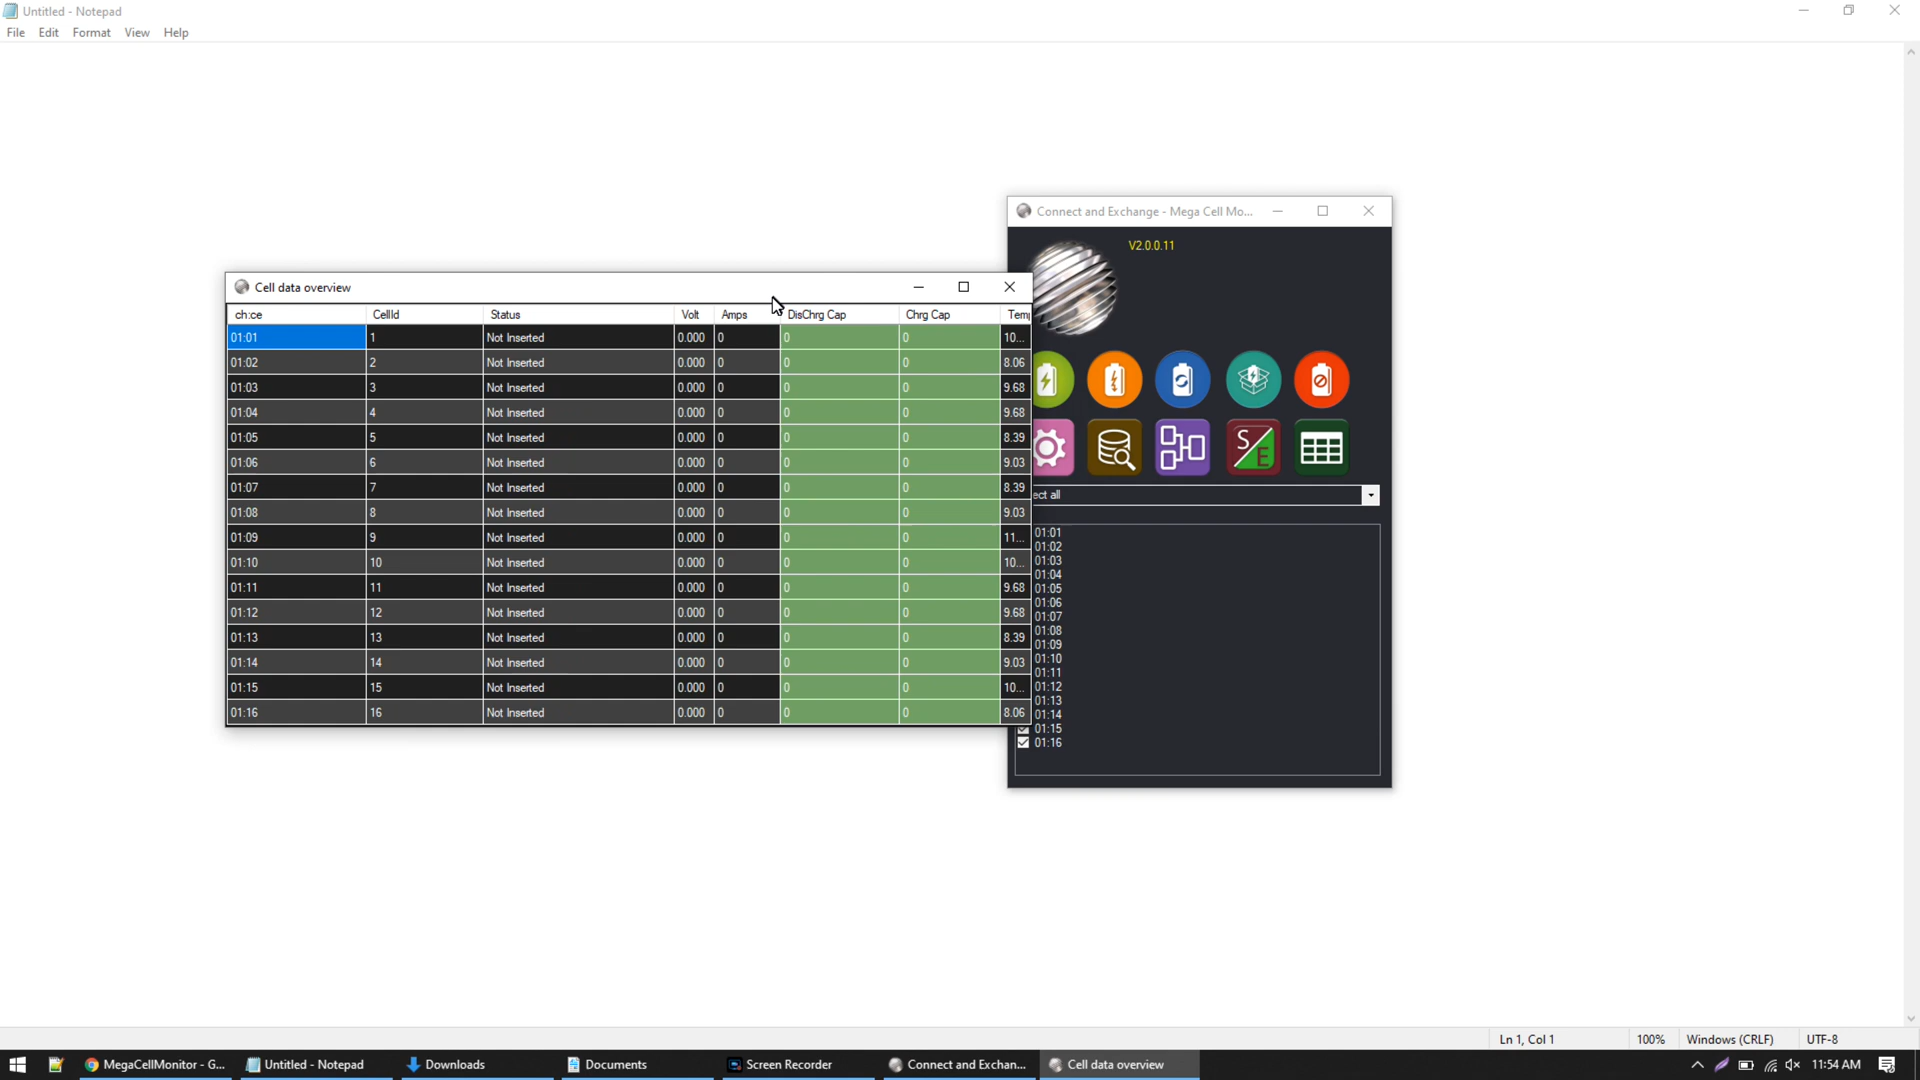 Untitled - Notepad
File Edit Format View Help
Connect and Exchange - Mega Cell Mo...
V2.0.0.11
Cell data overview
ch:ce CellId Status Volt Amps DisChrg Cap Chrg Cap Tem
01:01 1 Not Inserted 0.000 0 0 0 10...
01:02 2 Not Inserted 0.000 0 0 0 8.06
01:03 3 Not Inserted 0.000 0 0 0 9.68
01:04 4 Not Inserted 0.000 0 0 0 9.68
01:05 5 Not Inserted 0.000 0 0 0 8.39
01:06 6 Not Inserted 0.000 0 0 0 9.03
01:07 7 Not Inserted 0.000 0 0 0 8.39
01:08 8 Not Inserted 0.000 0 0 0 9.03
01:09 9 Not Inserted 0.000 0 0 0 11...
01:10 10 Not Inserted 0.000 0 0 0 10...
01:11 11 Not Inserted 0.000 0 0 0 9.68
01:12 12 Not Inserted 0.000 0 0 0 9.68
01:13 13 Not Inserted 0.000 0 0 0 8.39
01:14 14 Not Inserted 0.000 0 0 0 9.03
01:15 15 Not Inserted 0.000 0 0 0 10...
01:16 16 Not Inserted 0.000 0 0 0 8.06
S E
ect all
01:01
01:02
01:03
01:04
01:05
01:06
01:07
01:08
01:09
01:10
01:11
01:12
01:13
01:14
01:15
01:16
Ln 1, Col 1 100% Windows (CRLF) UTF-8
MegaCellMonitor - G... Untitled - Notepad Downloads Documents Screen Recorder Connect and Exchan... Cell data overview 11:54 AM